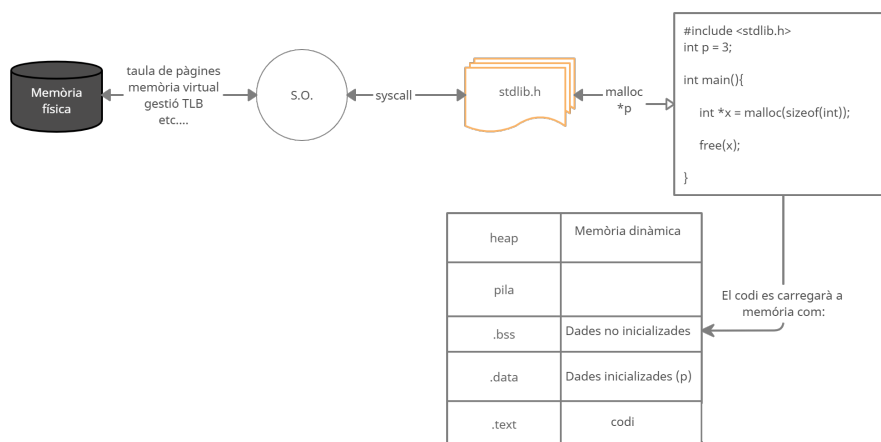 Memòria
física
taula de pàgines
memòria virtual
gestió TLB
etc....
S.O.
syscall
stdlib.h
malloc
*p
#include <stdlib.h>
int p = 3;
int main(){
int *x = malloc(sizeof(int));
free(x);
}
El codi es carregarà a
memória com:
heap
Memòria dinàmica
pila
.bss
Dades no inicializades
.data
Dades inicializades (p)
.text
codi